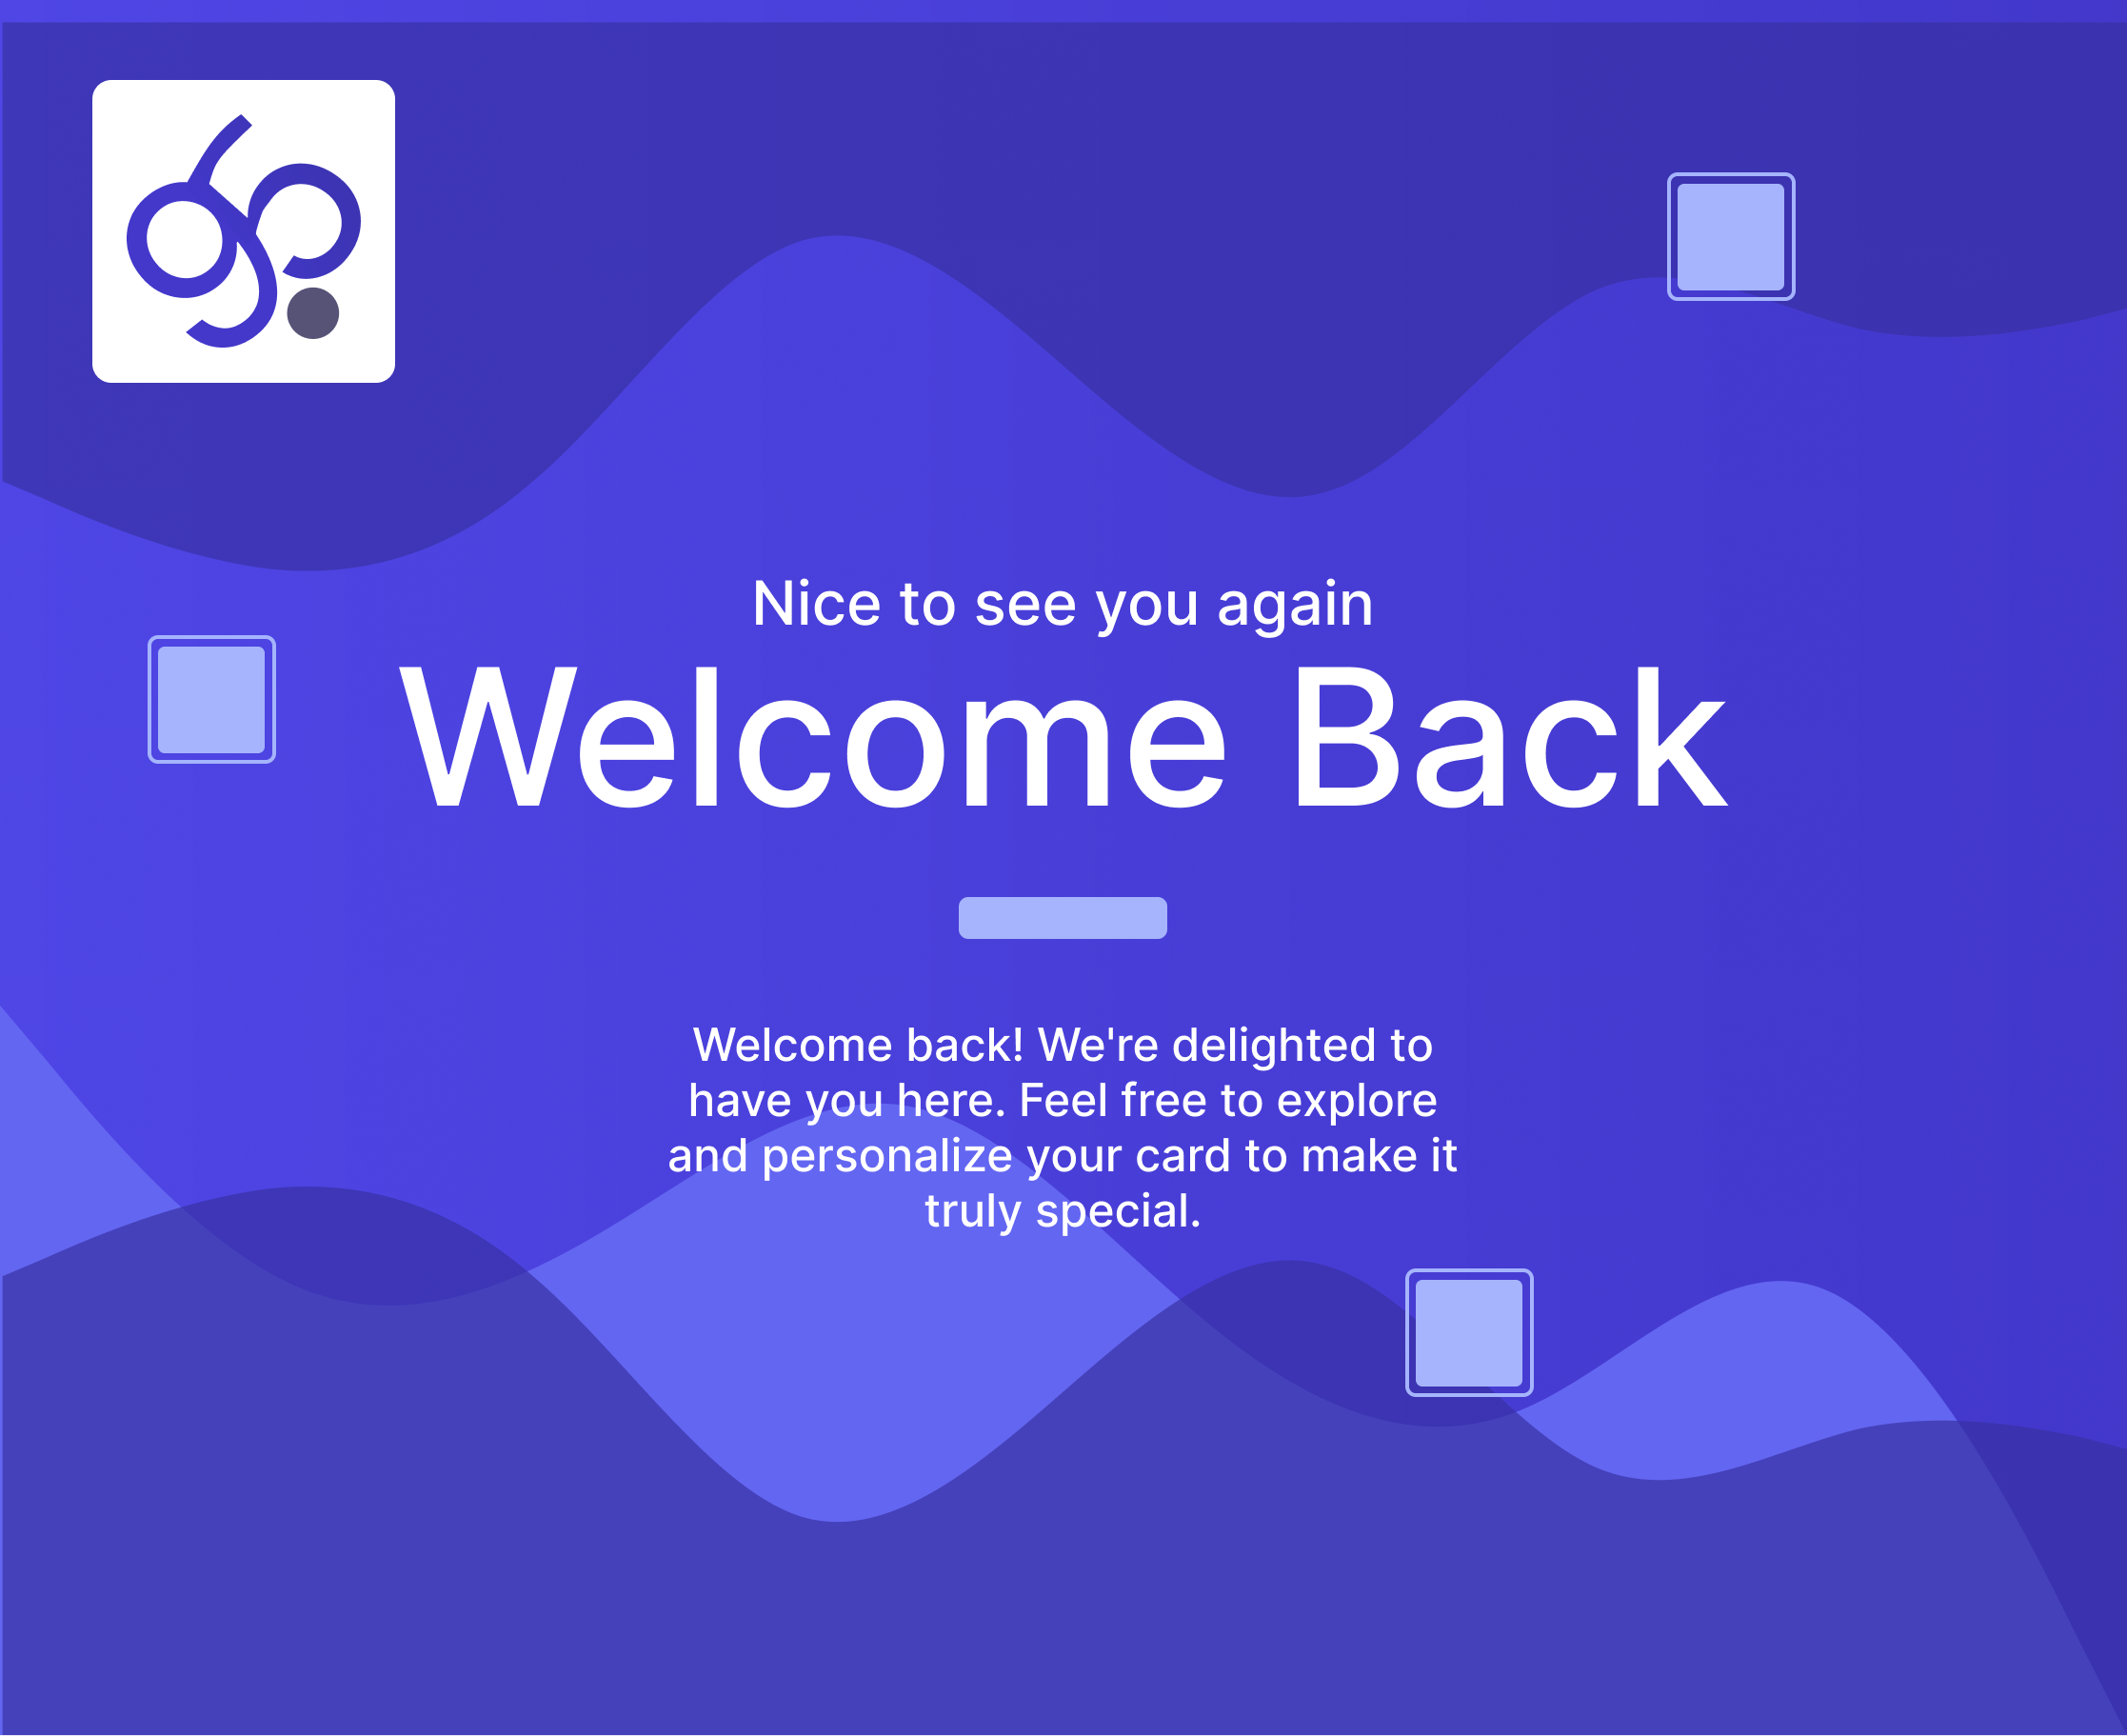 Nice to see you again
Welcome Back
Welcome back! We're delighted to
have you here. Feel free to explore
and personalize your card to make it
truly special.